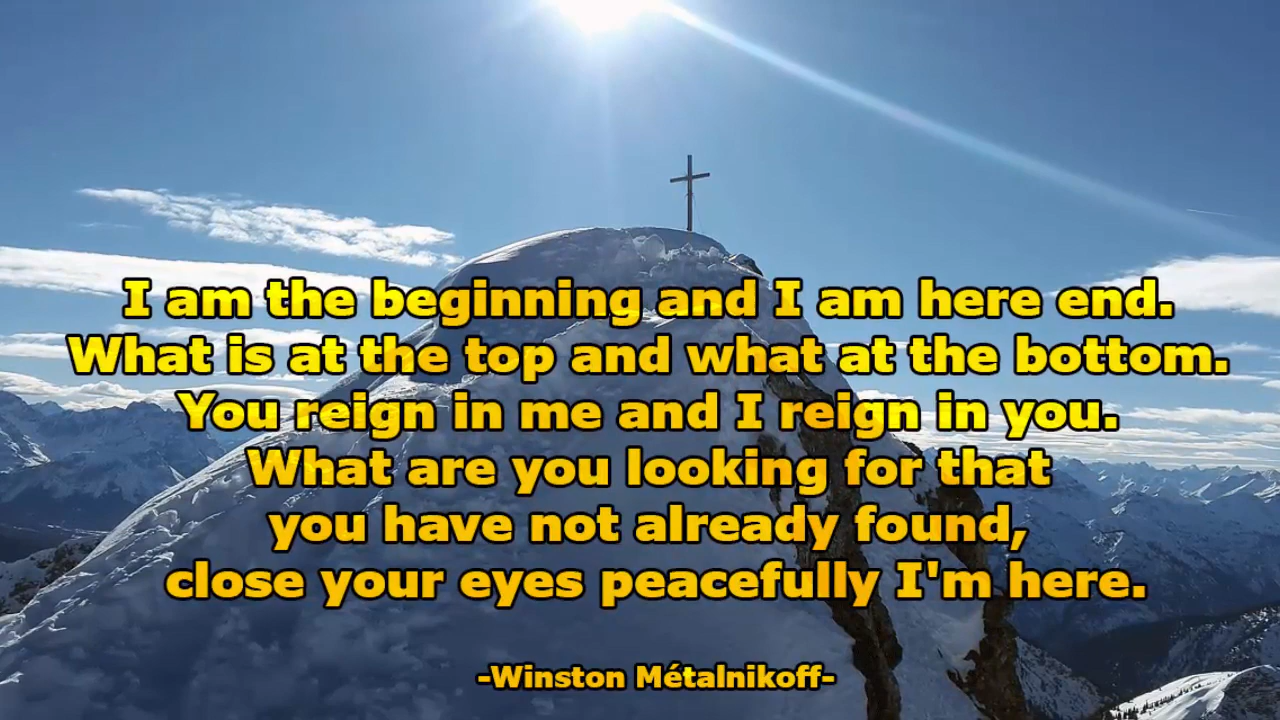 I am the beginning and I am here end.
What is at the top and what at the bottom.
You reign in me and I reign in you.
What are you looking for that
you have not already found,
close your eyes peacefully I'm here.
-Winston Métalnikoff-